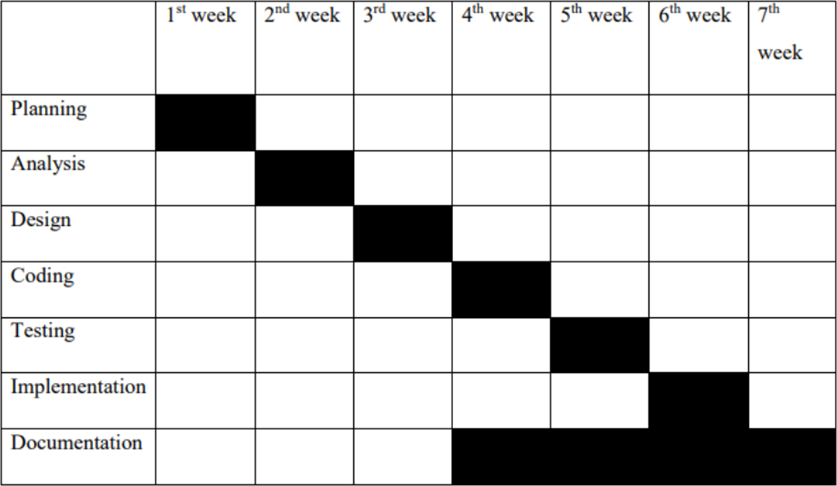 1st week 2nd week 3rd week 4th week 5th week 6th week 7th
week
Planning
Analysis
Design
Coding
Testing
Implementation
Documentation